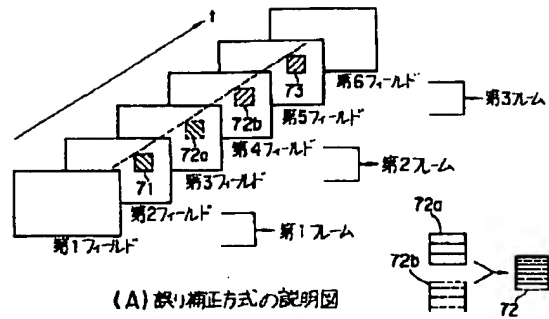 t
第6フィールド
第3フレーム
73
第5フィールド
72b
第4フィールド
第2フレーム
72a
第3フィールド
71
第2フィールド
第1フレーム
第1フィールド
72a
72b
72
(A) 誤り補正方式の説明図